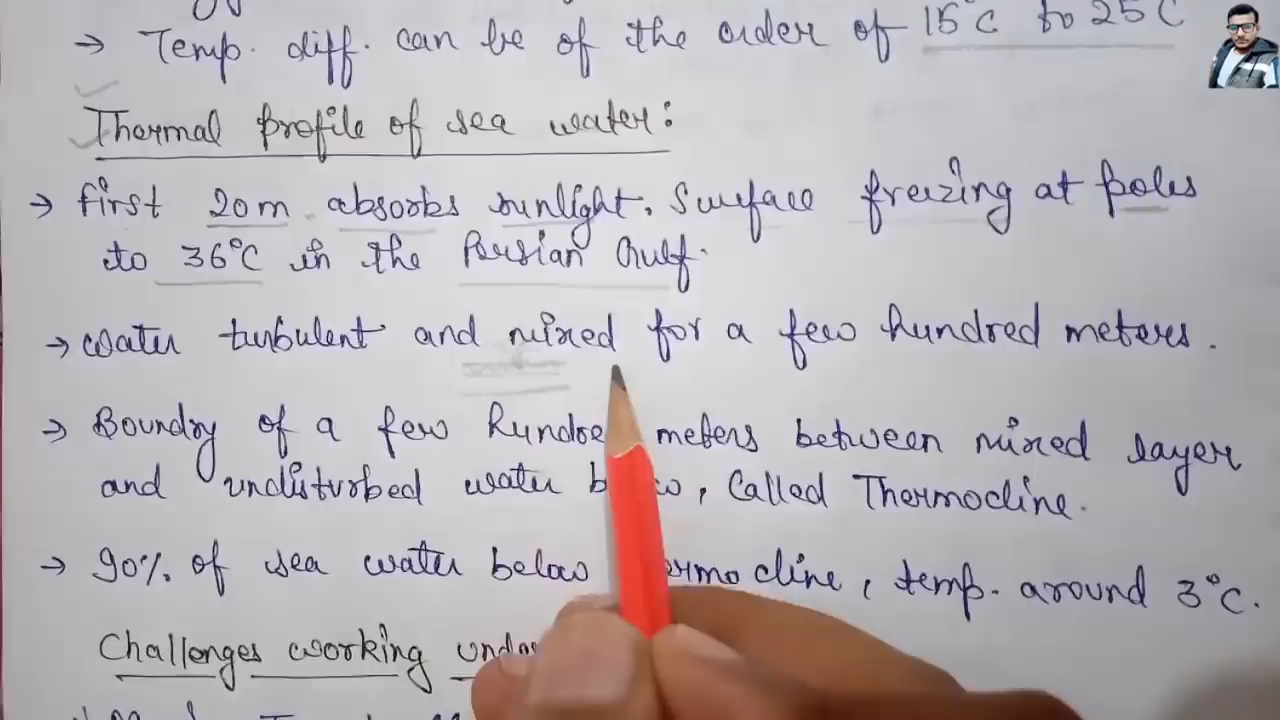 → Temp. diff. can be of the order of 15°C to 25°C
Thermal profile of sea water:
→ first 20m absorbs sunlight. Surface freizing at poles
to 36°C in the Persian Gulf.
→ water turbulent and mixed for a few hundred meters.
→ Boundry of a few hundred meters between mixed layer
and undisturbed water below, Called Thermocline.
→ 90% of sea water below thermocline, temp. around 3°C.
Challenges working